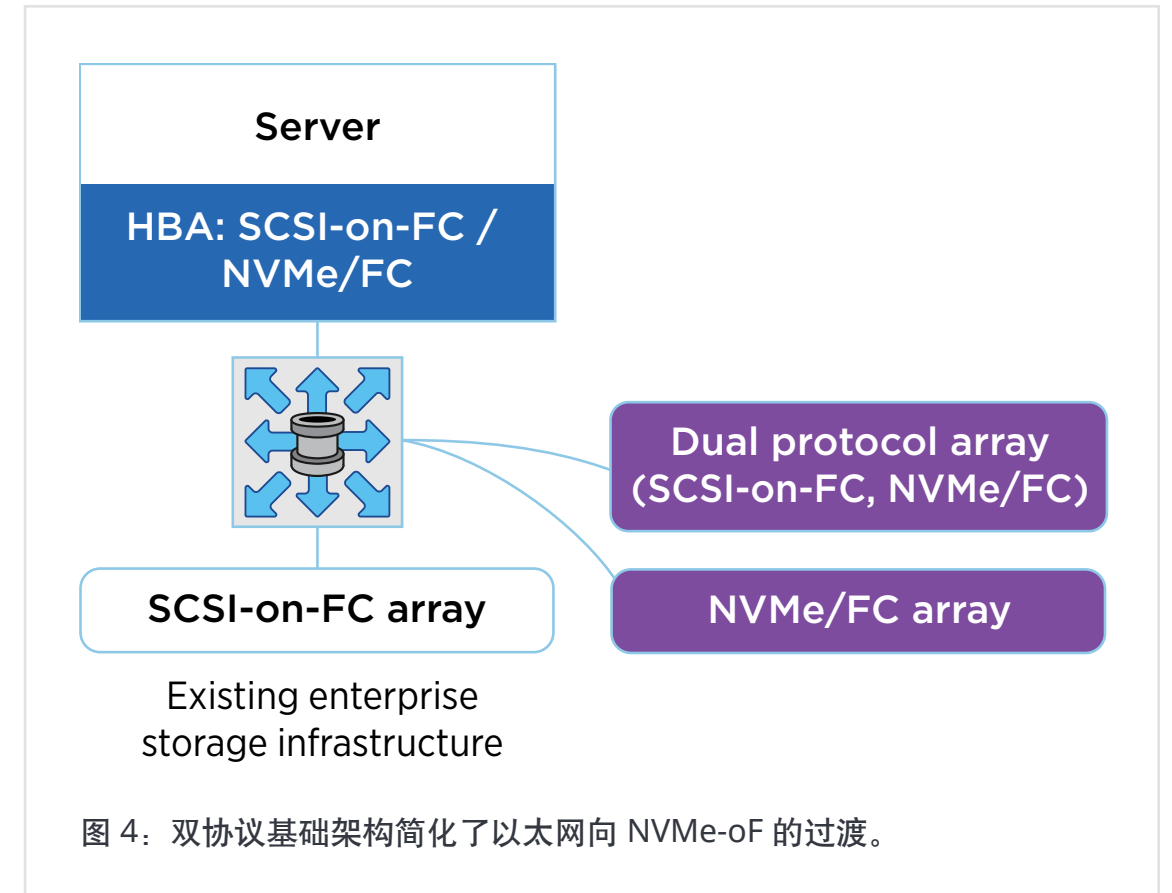 Server
HBA: SCSI-on-FC /
NVMe/FC
Dual protocol array
(SCSI-on-FC, NVMe/FC)
SCSI-on-FC array
NVMe/FC array
Existing enterprise
storage infrastructure
图 4：双协议基础架构简化了以太网向 NVMe-oF 的过渡。